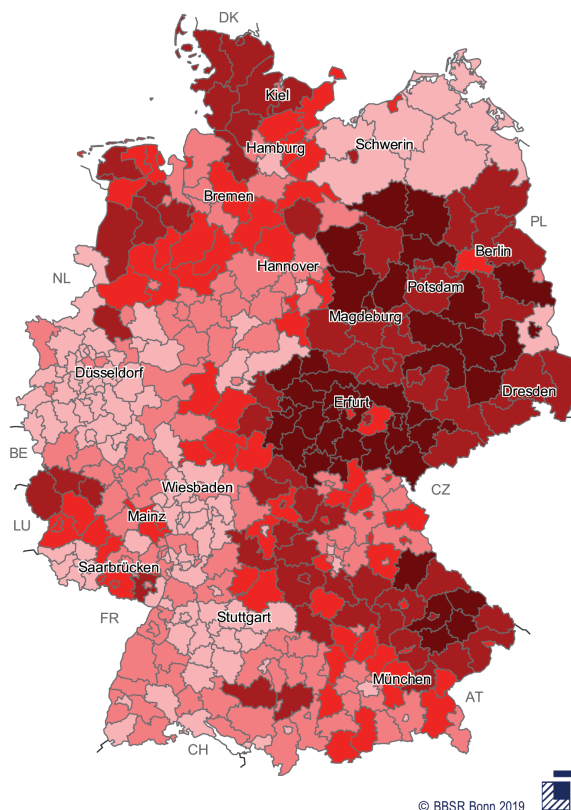 DK
Kiel
Hamburg
Schwerin
Bremen
PL
Berlin
Hannover
NL
Potsdam
Magdeburg
Düsseldorf
Dresden
Erfurt
BE
Wiesbaden
CZ
Mainz
LU
Saarbrücken
FR
Stuttgart
München
AT
CH
© BBSR Bonn 2019